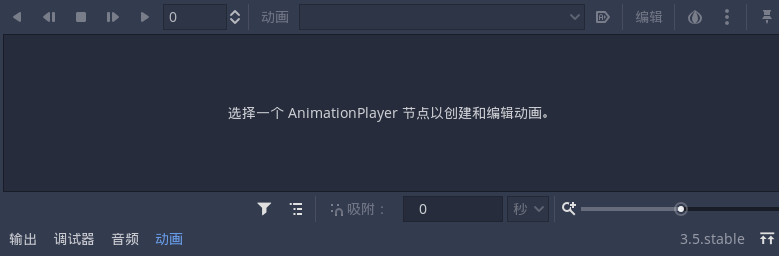 0 动画 编辑
选择一个 AnimationPlayer 节点以创建和编辑动画。
吸附： 0 秒
输出 调试器 音频 动画 3.5.stable